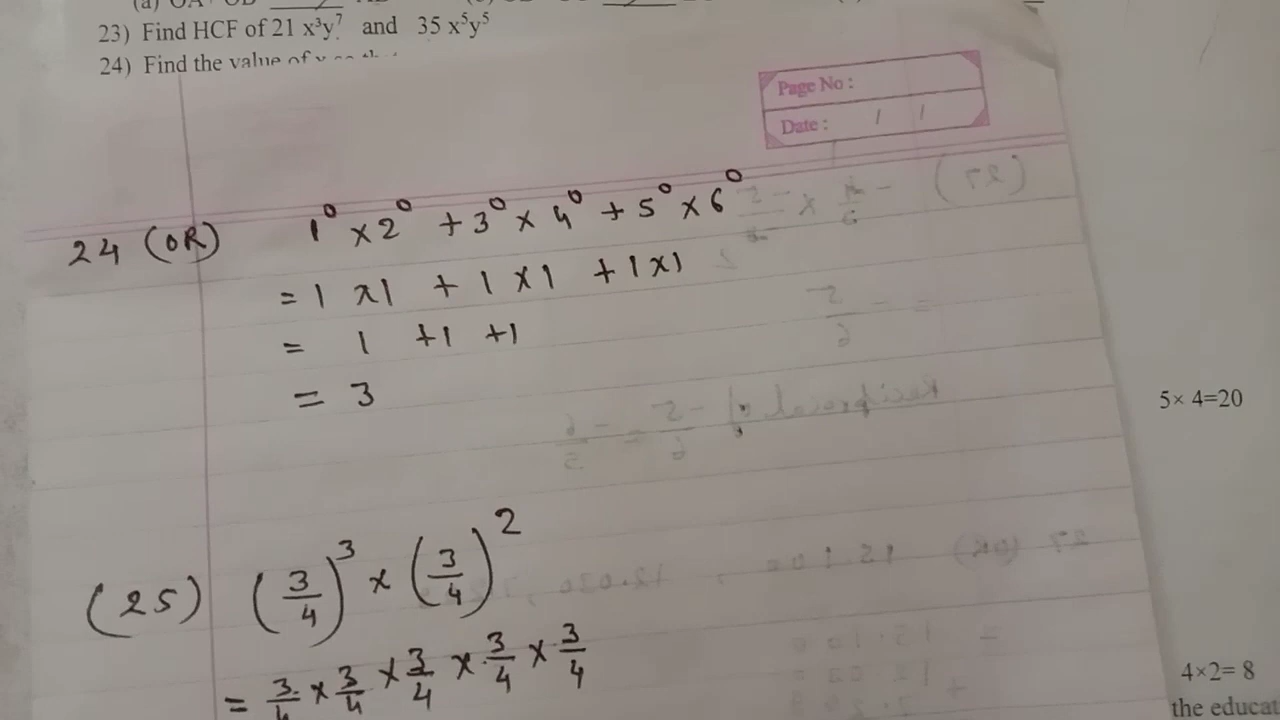 23) Find HCF of 21 x³y⁷ and 35 x⁵y⁵
24) Find the value of
Page No :
Date : / /
24 (OR) 1⁰ × 2⁰ + 3⁰ × 4⁰ + 5⁰ × 6⁰
= 1 × 1 + 1 × 1 + 1 × 1
= 1 + 1 + 1
= 3
5× 4=20
(25) (3/4)³ × (3/4)²
= 3/4 × 3/4 × 3/4 × 3/4 × 3/4
4×2= 8
the educat